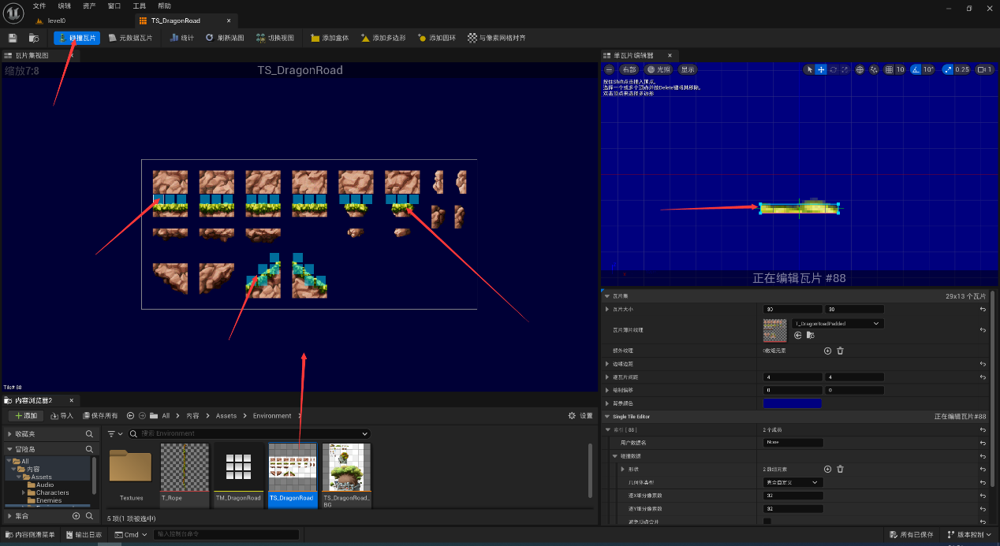 文件 编辑 资产 窗口 工具 帮助
level0 TS_DragonRoad
碰撞瓦片 元数据瓦片 统计 刷新贴图 切换视图 添加盒体 添加多边形 添加圆环 与像素网格对齐
瓦片集视图
缩放7:8 TS_DragonRoad
Tile# 88
单瓦片编辑器
右部 光照 显示 10 10° 0.25 1
按住Shift点击插入顶点。
选择一个或多个顶点并按Delete键将其移除。
双击顶点来选择多边形
正在编辑瓦片 #88
瓦片集 29x13 个瓦片
瓦片大小 30 30
瓦片薄片纹理 T_DragonRoadPadded
额外纹理 0数组元素
边缘边距
逐瓦片间距 4 4
绘制偏移 0 0
背景颜色
Single Tile Editor 正在编辑瓦片#88
索引 [ 88 ] 2 个成员
用户数据名 None
碰撞数据
形状 2 数组元素
几何体类型 完全自定义
逐X细分像素数 32
逐Y细分像素数 32
避免顶点合并
内容浏览器2
添加 导入 保存所有 All 内容 Assets Environment 设置
收藏夹 搜索 Environment
冒险岛
All
内容
Assets
Audio
Characters
Enemies
集合
Textures T_Rope TM_DragonRoad TS_DragonRoad TS_DragonRoad_BG
5 项(1 项被选中)
内容侧滑菜单 输出日志 Cmd 输入控制台命令 所有已保存 版本控制